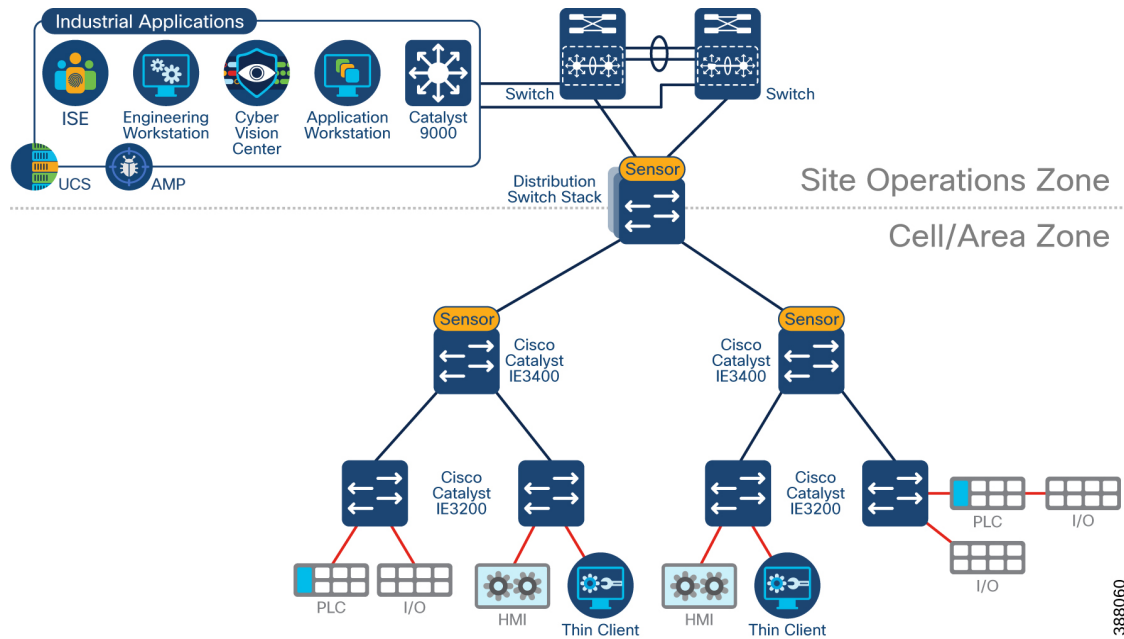 Industrial Applications
ISE
Engineering
Workstation
Cyber
Vision
Center
Application
Workstation
Catalyst
9000
UCS
AMP
Switch
Switch
Sensor
Distribution
Switch Stack
Site Operations Zone
Cell/Area Zone
Sensor
Cisco
Catalyst
IE3400
Sensor
Cisco
Catalyst
IE3400
Cisco
Catalyst
IE3200
Cisco
Catalyst
IE3200
PLC
I/O
I/O
PLC
I/O
HMI
Thin Client
HMI
Thin Client
388060